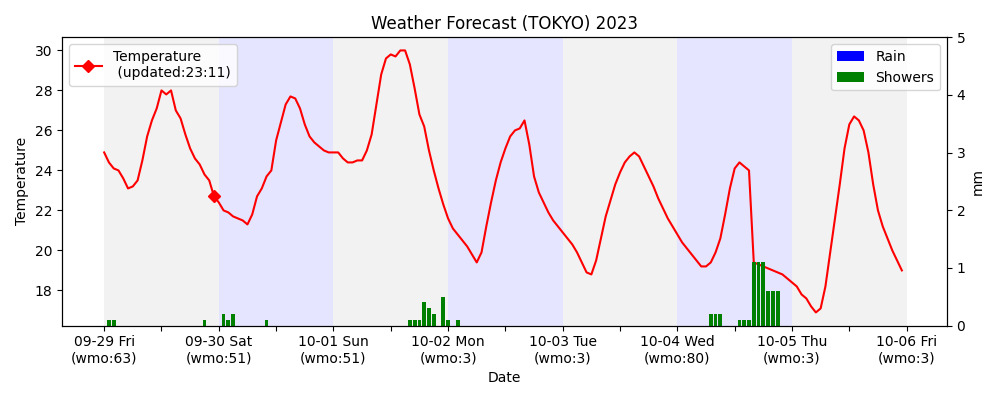 Weather Forecast (TOKYO) 2023
Temperature
(updated:23:11)
Rain
Showers
Temperature
30
28
26
24
22
20
18
5
4
3
2
1
0
mm
09-29 Fri
(wmo:63)
09-30 Sat
(wmo:51)
10-01 Sun
(wmo:51)
10-02 Mon
(wmo:3)
10-03 Tue
(wmo:3)
10-04 Wed
(wmo:80)
10-05 Thu
(wmo:3)
10-06 Fri
(wmo:3)
Date